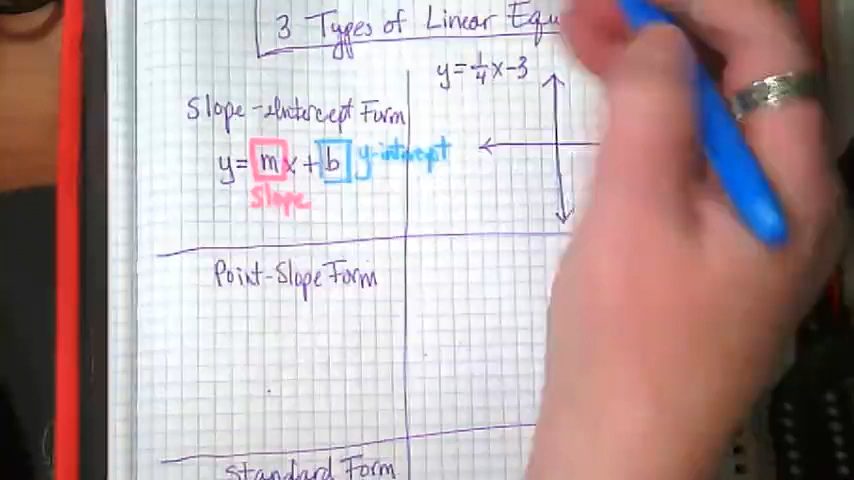 3 Types of Linear Equ
y=1/4x-3
Slope-Intercept Form
y=mx+b y-intercept
Slope
Point-Slope Form
Standard Form